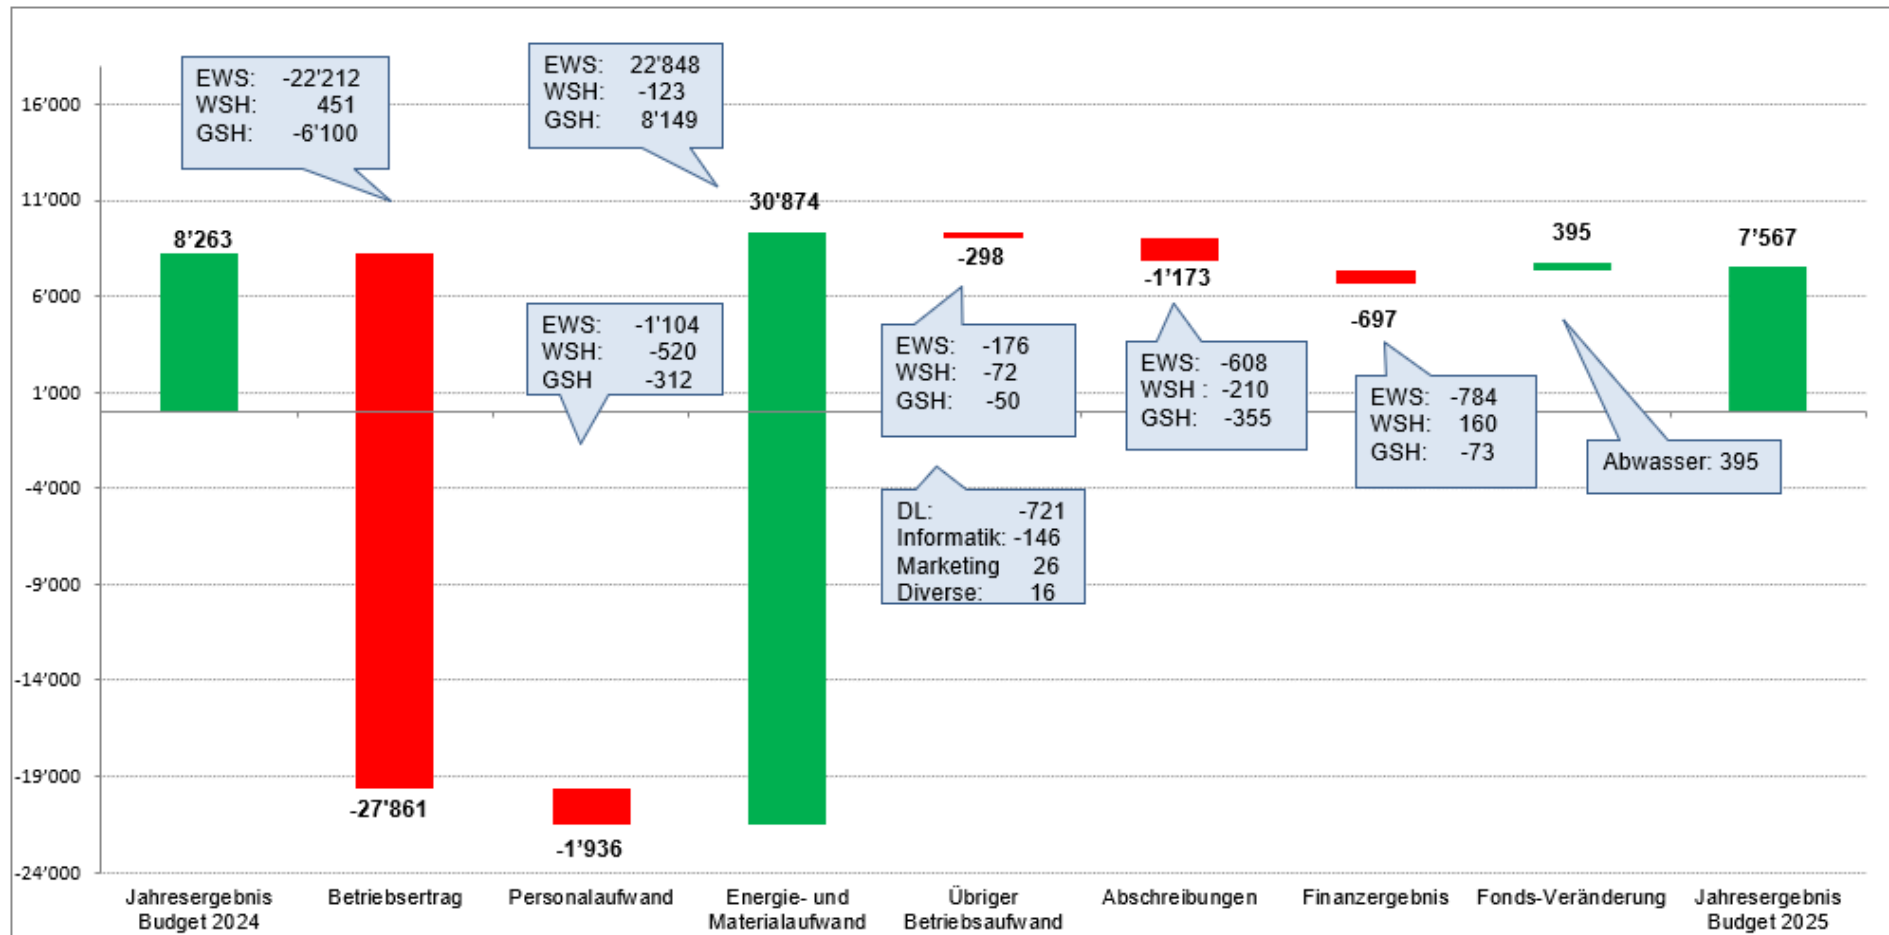 EWS: -22'212
WSH: 451
GSH: -6'100
EWS: 22'848
WSH: -123
GSH: 8'149
16'000
11'000
6'000
1'000
-4'000
-9'000
-14'000
-19'000
-24'000
8'263
-27'861
-1'936
30'874
-298
-1'173
-697
395
7'567
EWS: -1'104
WSH: -520
GSH -312
EWS: -176
WSH: -72
GSH: -50
DL: -721
Informatik: -146
Marketing 26
Diverse: 16
EWS: -608
WSH : -210
GSH: -355
EWS: -784
WSH: 160
GSH: -73
Abwasser: 395
Jahresergebnis
Budget 2024
Betriebsertrag
Personalaufwand
Energie- und
Materialaufwand
Übriger
Betriebsaufwand
Abschreibungen
Finanzergebnis
Fonds-Veränderung
Jahresergebnis
Budget 2025